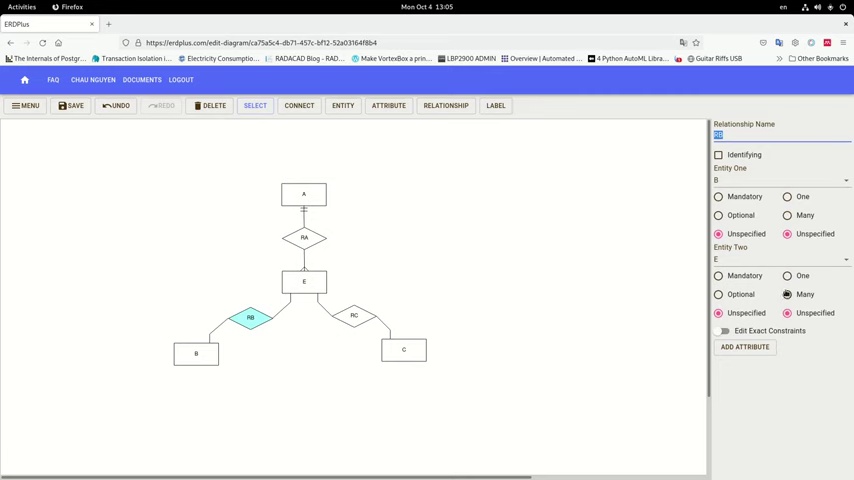 Activities
Firefox
Mon Oct 4 13:05
en
ERDPlus
https://erdplus.com/edit-diagram/ca75a5c4-db71-457c-bf12-52a03164f8b4
The Internals of Postgr…
Transaction Isolation i…
Electricity Consumptio…
RADACAD Blog - RAD…
Make VortexBox a prin…
LBP2900 ADMIN
Overview | Automated …
4 Python AutoML Libra…
Guitar Riffs USB
Other Bookmarks
FAQ
CHAU NGUYEN
DOCUMENTS
LOGOUT
MENU
SAVE
UNDO
REDO
DELETE
SELECT
CONNECT
ENTITY
ATTRIBUTE
RELATIONSHIP
LABEL
A
RA
E
RB
RC
B
C
Relationship Name
RB
Identifying
Entity One
B
Mandatory
One
Optional
Many
Unspecified
Unspecified
Entity Two
E
Mandatory
One
Optional
Many
Unspecified
Unspecified
Edit Exact Constraints
ADD ATTRIBUTE